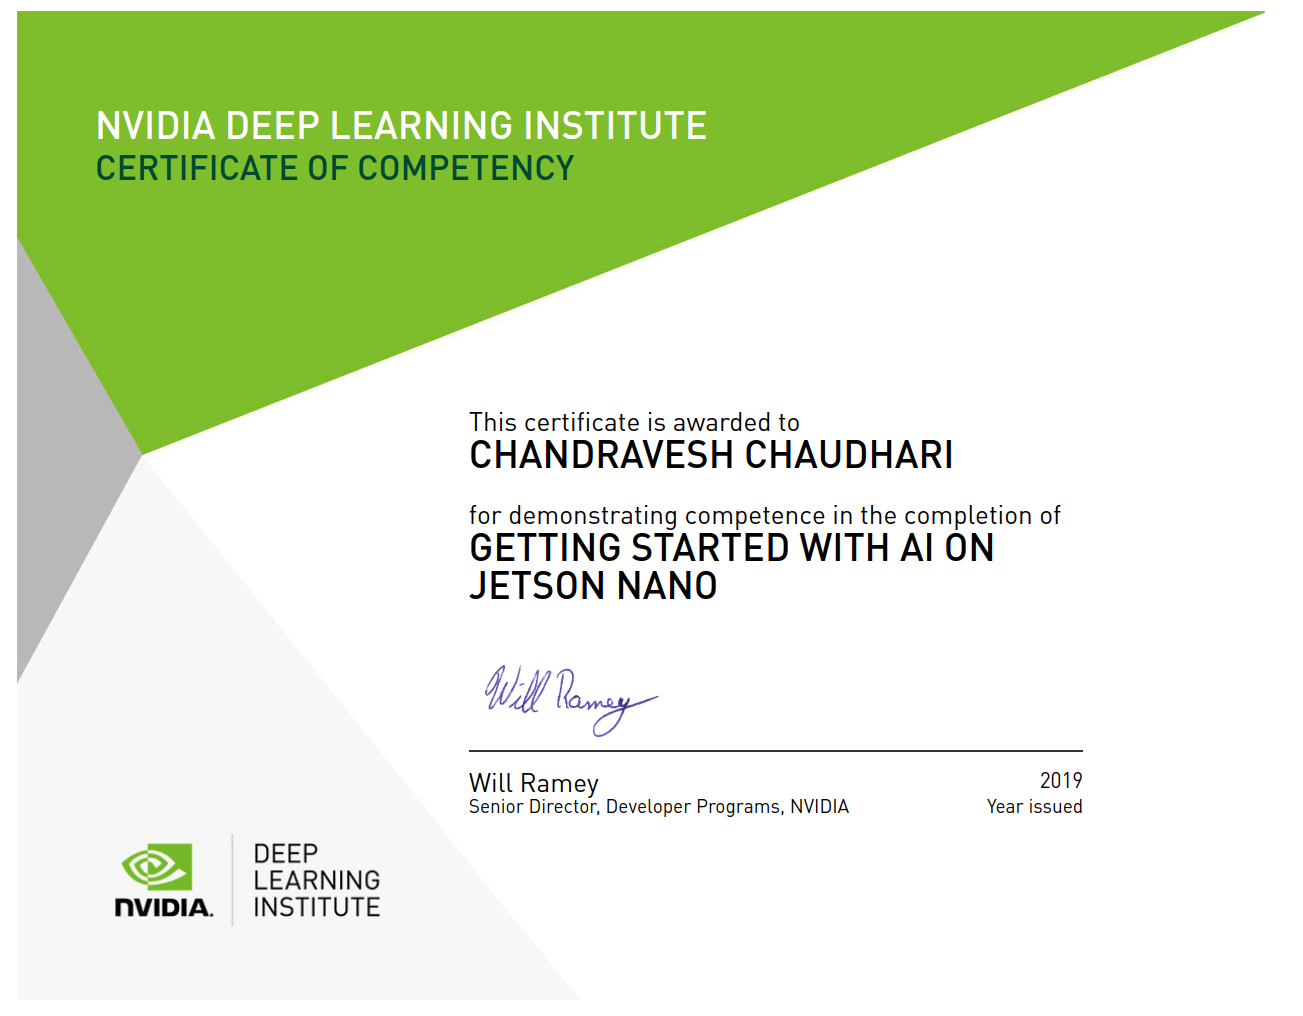 NVIDIA DEEP LEARNING INSTITUTE
CERTIFICATE OF COMPETENCY
This certificate is awarded to
CHANDRAVESH CHAUDHARI
for demonstrating competence in the completion of
GETTING STARTED WITH AI ON
JETSON NANO
Will Ramey
Will Ramey
2019
Senior Director, Developer Programs, NVIDIA
Year issued
NVIDIA.
DEEP
LEARNING
INSTITUTE